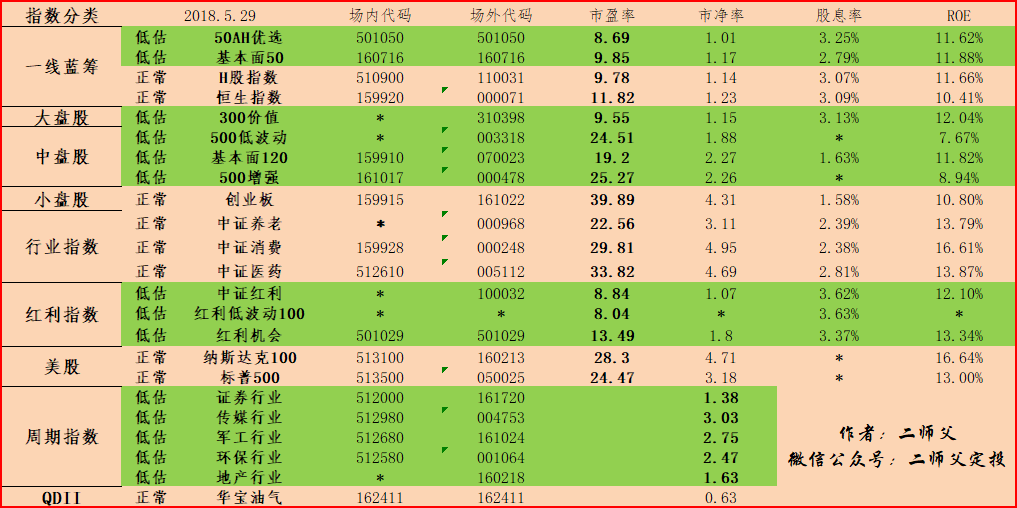 指数分类 2018.5.29 场内代码 场外代码 市盈率 市净率 股息率 ROE
一线蓝筹 低估 50AH优选 501050 501050 8.69 1.01 3.25% 11.62%
低估 基本面50 160716 160716 9.85 1.17 2.79% 11.88%
正常 H股指数 510900 110031 9.78 1.14 3.07% 11.66%
正常 恒生指数 159920 000071 11.82 1.23 3.09% 10.41%
大盘股 低估 300价值 * 310398 9.55 1.15 3.13% 12.04%
中盘股 低估 500低波动 * 003318 24.51 1.88 * 7.67%
低估 基本面120 159910 070023 19.2 2.27 1.63% 11.82%
低估 500增强 161017 000478 25.27 2.26 * 8.94%
小盘股 正常 创业板 159915 161022 39.89 4.31 1.58% 10.80%
行业指数 正常 中证养老 * 000968 22.56 3.11 2.39% 13.79%
正常 中证消费 159928 000248 29.81 4.95 2.38% 16.61%
正常 中证医药 512610 005112 33.82 4.69 2.81% 13.87%
红利指数 低估 中证红利 * 100032 8.84 1.07 3.62% 12.10%
低估 红利低波动100 * * 8.04 * 3.63% *
低估 红利机会 501029 501029 13.49 1.8 3.37% 13.34%
美股 正常 纳斯达克100 513100 160213 28.3 4.71 * 16.64%
正常 标普500 513500 050025 24.47 3.18 * 13.00%
周期指数 低估 证券行业 512000 161720 1.38
低估 传媒行业 512980 004753 3.03
低估 军工行业 512680 161024 2.75
低估 环保行业 512580 001064 2.47
低估 地产行业 * 160218 1.63
作者：二师父
微信公众号：二师父定投
QDII 正常 华宝油气 162411 162411 0.63